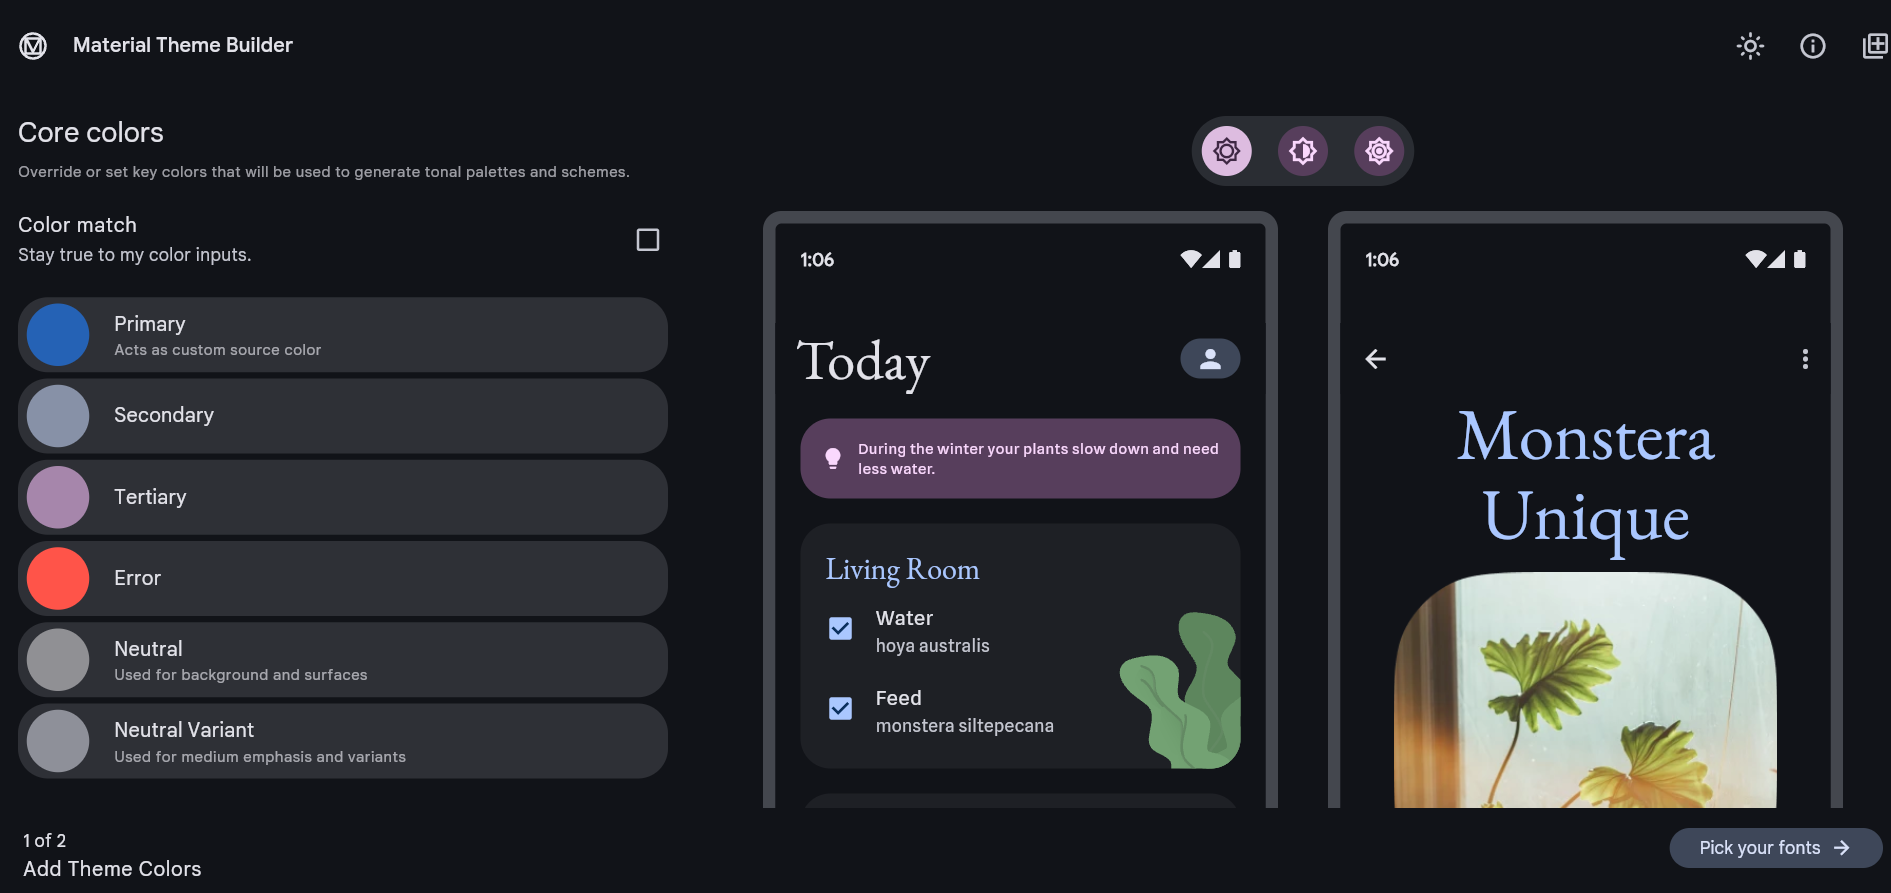 Material Theme Builder
Core colors
Override or set key colors that will be used to generate tonal palettes and schemes.
Color match
Stay true to my color inputs.
Primary
Acts as custom source color
Secondary
Tertiary
Error
Neutral
Used for background and surfaces
Neutral Variant
Used for medium emphasis and variants
1:06
Today
During the winter your plants slow down and need
less water.
Living Room
Water
hoya australis
Feed
monstera siltepecana
1:06
Monstera
Unique
1 of 2
Add Theme Colors
Pick your fonts